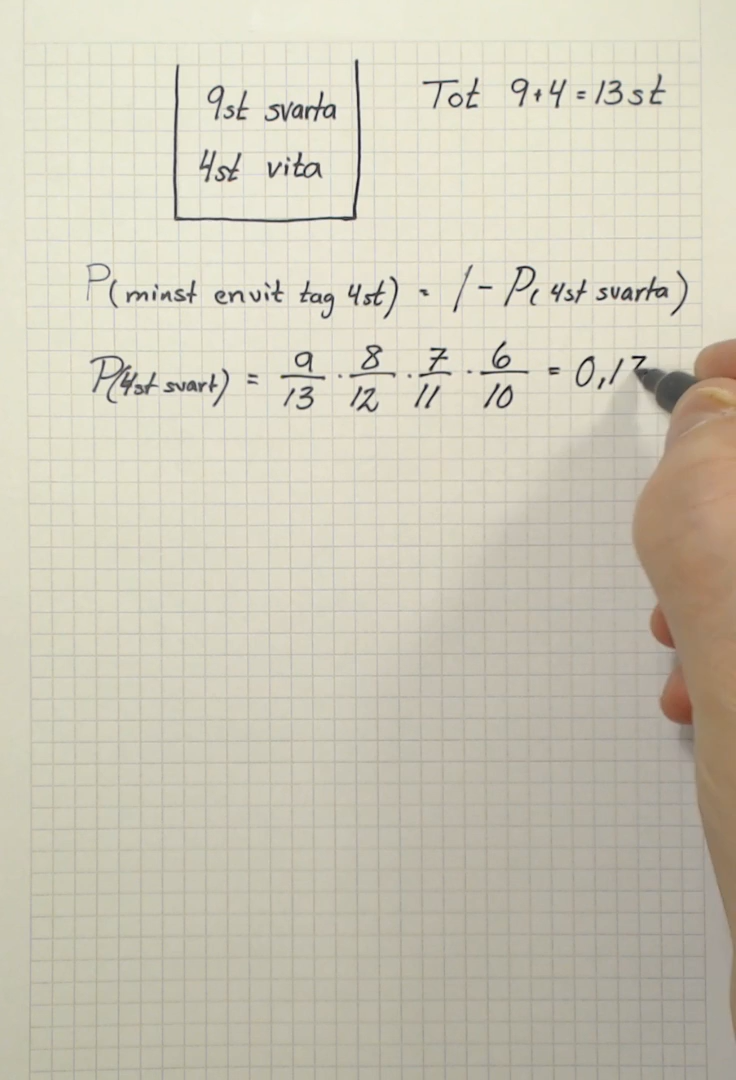 9st svarta
4st vita
Tot 9+4=13st
P(minst en vit tag 4st) = 1-P(4st svarta)
P(4st svart) = 9/13 · 8/12 · 7/11 · 6/10 = 0,17